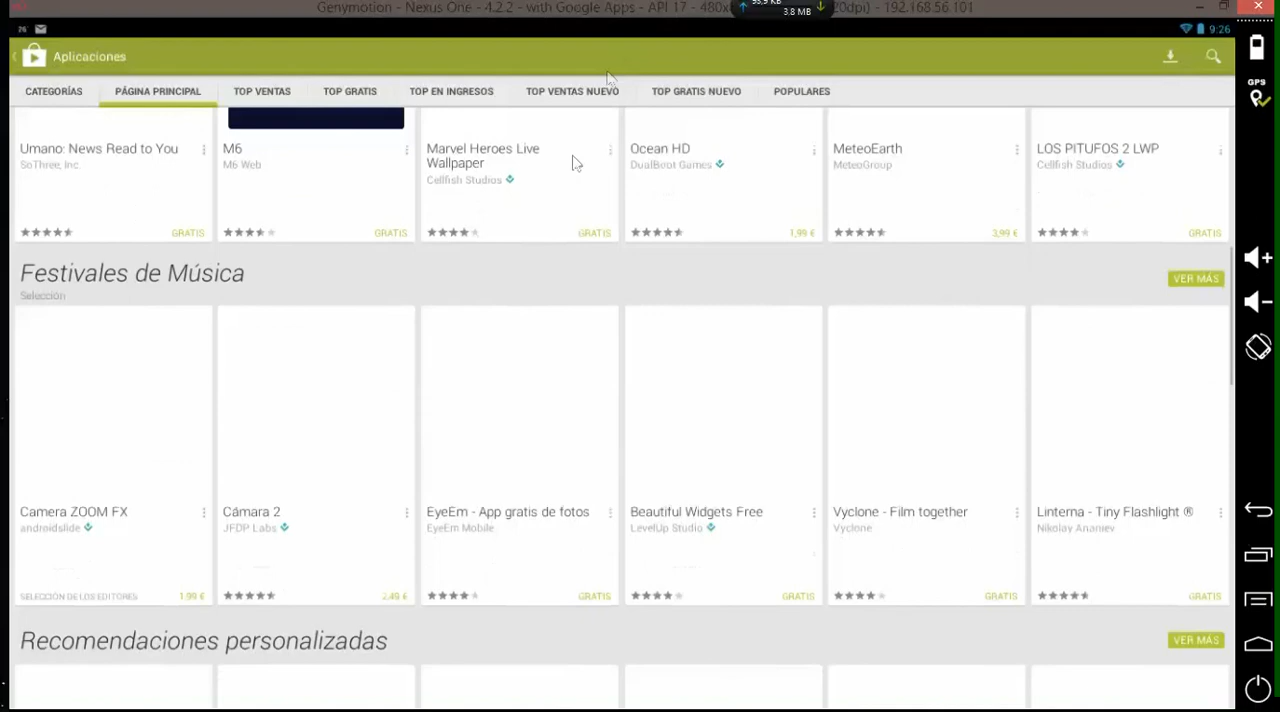 Genymotion - Nexus One - 4.2.2 - with Google Apps - API 17 - 480x 20dpi) - 192.168.56.101
3.8 MB
9:26
Aplicaciones
CATEGORÍAS PÁGINA PRINCIPAL TOP VENTAS TOP GRATIS TOP EN INGRESOS TOP VENTAS NUEVO TOP GRATIS NUEVO POPULARES
GPS
Umano: News Read to You M6 Marvel Heroes Live Wallpaper Ocean HD MeteoEarth LOS PITUFOS 2 LWP
SoThree, Inc M6 Web Cellfish Studios DualBoot Games MeteoGroup Cellfish Studios
GRATIS GRATIS GRATIS 1,99 € 3,99 € GRATIS
Festivales de Música VER MÁS
Selección
Camera ZOOM FX Cámara 2 EyeEm - App gratis de fotos Beautiful Widgets Free Vyclone - Film together Linterna - Tiny Flashlight ®
androidslide JFDP Labs EyeEm Mobile LevelUp Studio Vyclone Nikolay Ananiev
SELECCIÓN DE LOS EDITORES 1,99 € 2,49 € GRATIS GRATIS GRATIS GRATIS
Recomendaciones personalizadas VER MÁS